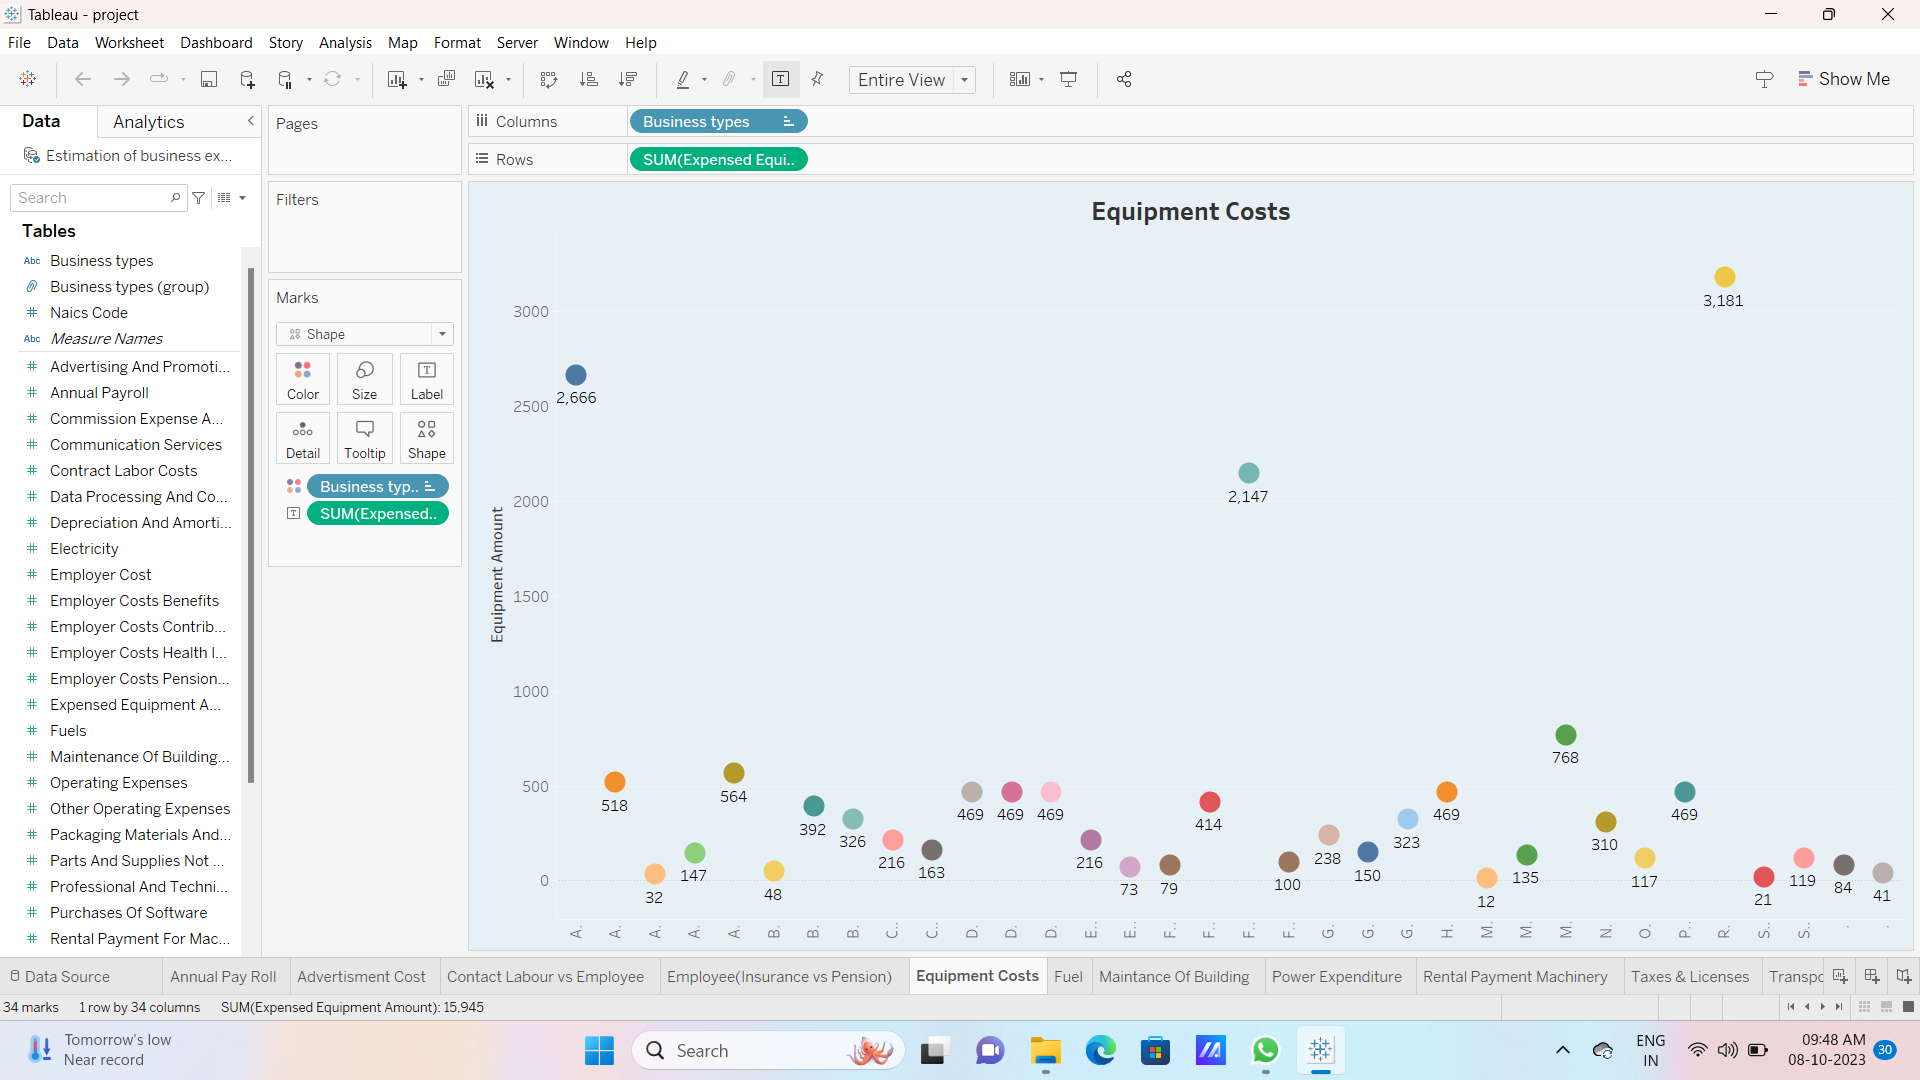 Tableau - project
File Data Worksheet Dashboard Story Analysis Map Format Server Window Help
Entire View
Show Me
Data Analytics
Estimation of business ex...
Search
Tables
Abc Business types
Business types (group)
# Naics Code
Abc Measure Names
# Advertising And Promoti...
# Annual Payroll
# Commission Expense A...
# Communication Services
# Contract Labor Costs
# Data Processing And Co...
# Depreciation And Amorti...
# Electricity
# Employer Cost
# Employer Costs Benefits
# Employer Costs Contrib...
# Employer Costs Health I...
# Employer Costs Pension...
# Expensed Equipment A...
# Fuels
# Maintenance Of Building...
# Operating Expenses
# Other Operating Expenses
# Packaging Materials And...
# Parts And Supplies Not ...
# Professional And Techni...
# Purchases Of Software
# Rental Payment For Mac...
Pages
Filters
Marks
Shape
Color Size Label
Detail Tooltip Shape
Business typ..
SUM(Expensed..
Columns Business types
Rows SUM(Expensed Equi..
Equipment Costs
Equipment Amount
3000
2500
2000
1500
1000
500
0
2,666
518
32
147
564
48
392
326
216
163
469
469
469
216
73
79
414
2,147
100
238
150
323
469
12
135
768
310
117
469
3,181
21
119
84
41
A. A. A. A. A. B. B. B. C.. C.. D. D. D. E.. E.. F.. F.. F.. F.. G. G. G. H. M. M. M. N. O. P.. R. S.. S..
Data Source Annual Pay Roll Advertisment Cost Contact Labour vs Employee Employee(Insurance vs Pension) Equipment Costs Fuel Maintance Of Building Power Expenditure Rental Payment Machinery Taxes & Licenses Transpo
34 marks 1 row by 34 columns SUM(Expensed Equipment Amount): 15,945
Tomorrow's low
Near record
Search
ENG
IN
09:48 AM
08-10-2023
30